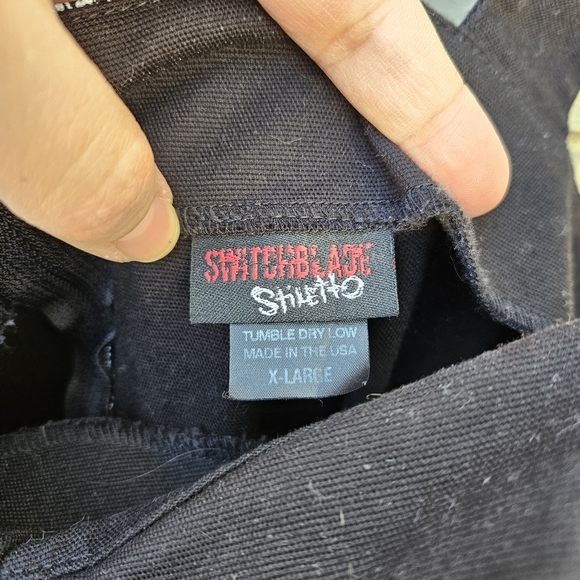 SWITCHBLADE
Stiletto
TUMBLE DRY LOW
MADE IN THE USA
X-LARGE